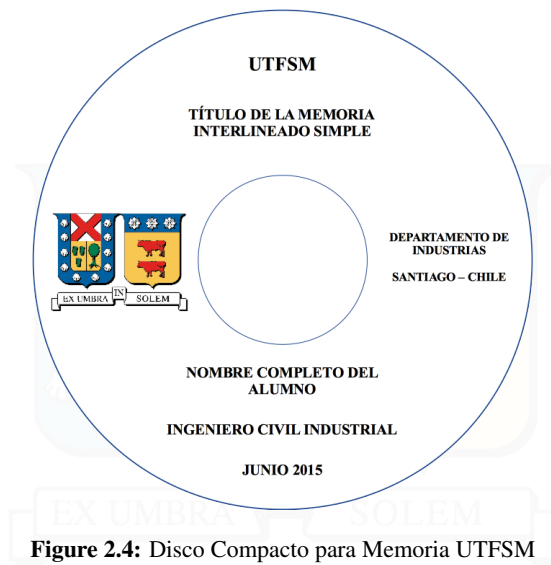 UTFSM
TÍTULO DE LA MEMORIA
INTERLINEADO SIMPLE
EX UMBRA IN SOLEM
DEPARTAMENTO DE
INDUSTRIAS
SANTIAGO – CHILE
NOMBRE COMPLETO DEL
ALUMNO
INGENIERO CIVIL INDUSTRIAL
JUNIO 2015
EX UMBRA SOLEM
Figure 2.4: Disco Compacto para Memoria UTFSM